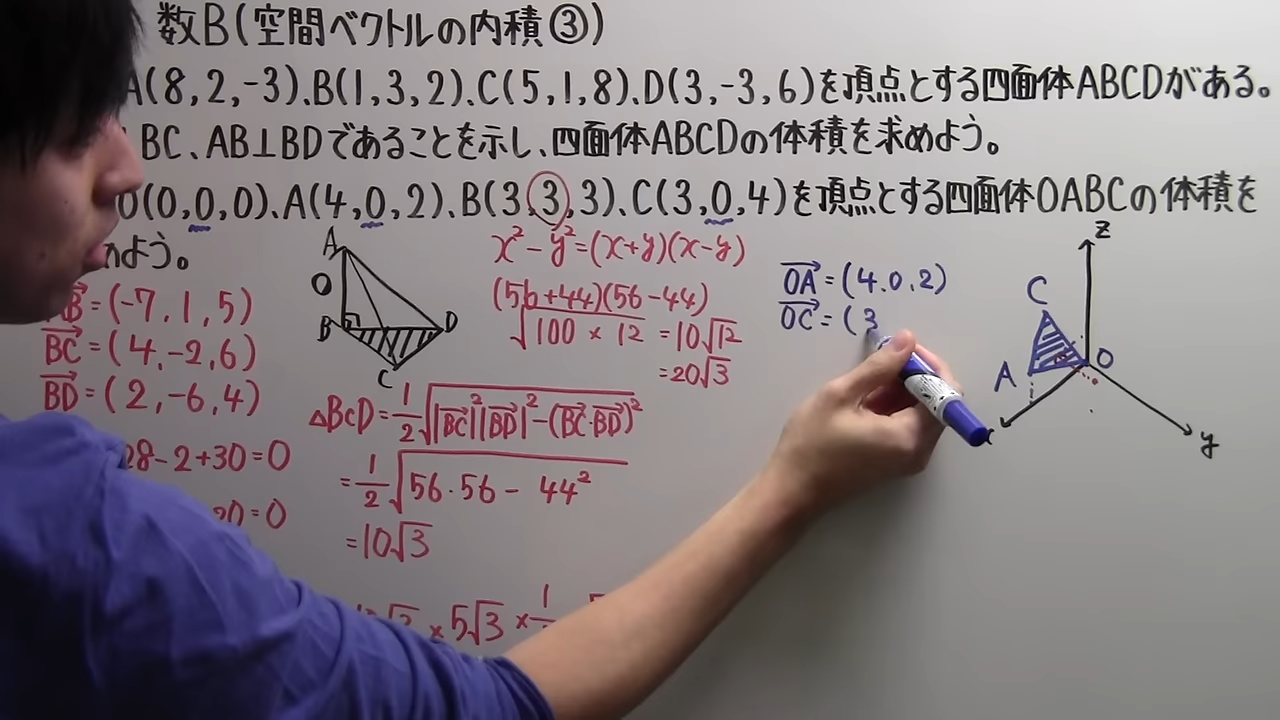 数B(空間ベクトルの内積③)
A(8,2,-3)、B(1,3,2)、C(5,1,8)、D(3,-3,6)を頂点とする四面体ABCDがある。
BC、AB⊥BDであることを示し、四面体ABCDの体積を求めよう。
O(0,0,0)、A(4,0,2)、B(3,3,3)、C(3,0,4)を頂点とする四面体OABCの体積を
めよう。
AB=(-7,1,5)
BC=(4,-2,6)
BD=(2,-6,4)
28-2+30=0
20=0
A
O
B
D
C
x²-y²=(x+y)(x-y)
(56+44)(56-44)
√100×12=10√12
=20√3
△BCD=1/2√|BC|²|BD|²-(BC·BD)²
=1/2√56·56-44²
=10√3
×5√3×1
OA=(4.0.2)
OC=(3
z
C
A
O
y